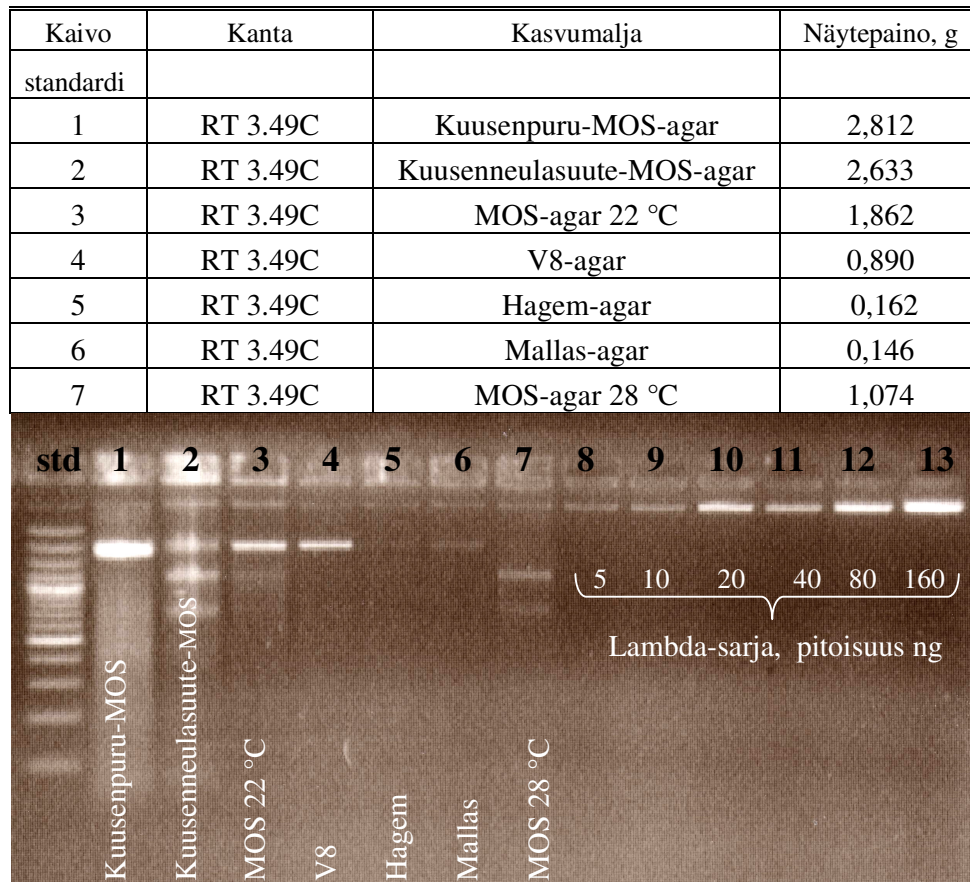 Kaivo Kanta Kasvumalja Näytepaino, g
standardi
1 RT 3.49C Kuusenpuru-MOS-agar 2,812
2 RT 3.49C Kuusenneulasuute-MOS-agar 2,633
3 RT 3.49C MOS-agar 22 °C 1,862
4 RT 3.49C V8-agar 0,890
5 RT 3.49C Hagem-agar 0,162
6 RT 3.49C Mallas-agar 0,146
7 RT 3.49C MOS-agar 28 °C 1,074
std 1 2 3 4 5 6 7 8 9 10 11 12 13
5 10 20 40 80 160
Lambda-sarja, pitoisuus ng
Kuusenpuru-MOS
Kuusenneulasuute-MOS
MOS 22 °C
V8
Hagem
Mallas
MOS 28 °C